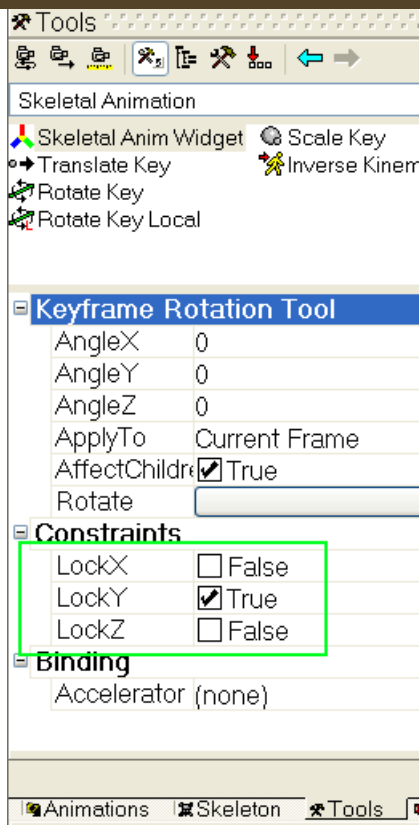 Tools
Skeletal Animation
Skeletal Anim Widget Scale Key
Translate Key Inverse Kinem
Rotate Key
Rotate Key Local
Keyframe Rotation Tool
AngleX 0
AngleY 0
AngleZ 0
ApplyTo Current Frame
AffectChildre True
Rotate
Constraints
LockX False
LockY True
LockZ False
Binding
Accelerator (none)
Animations Skeleton Tools